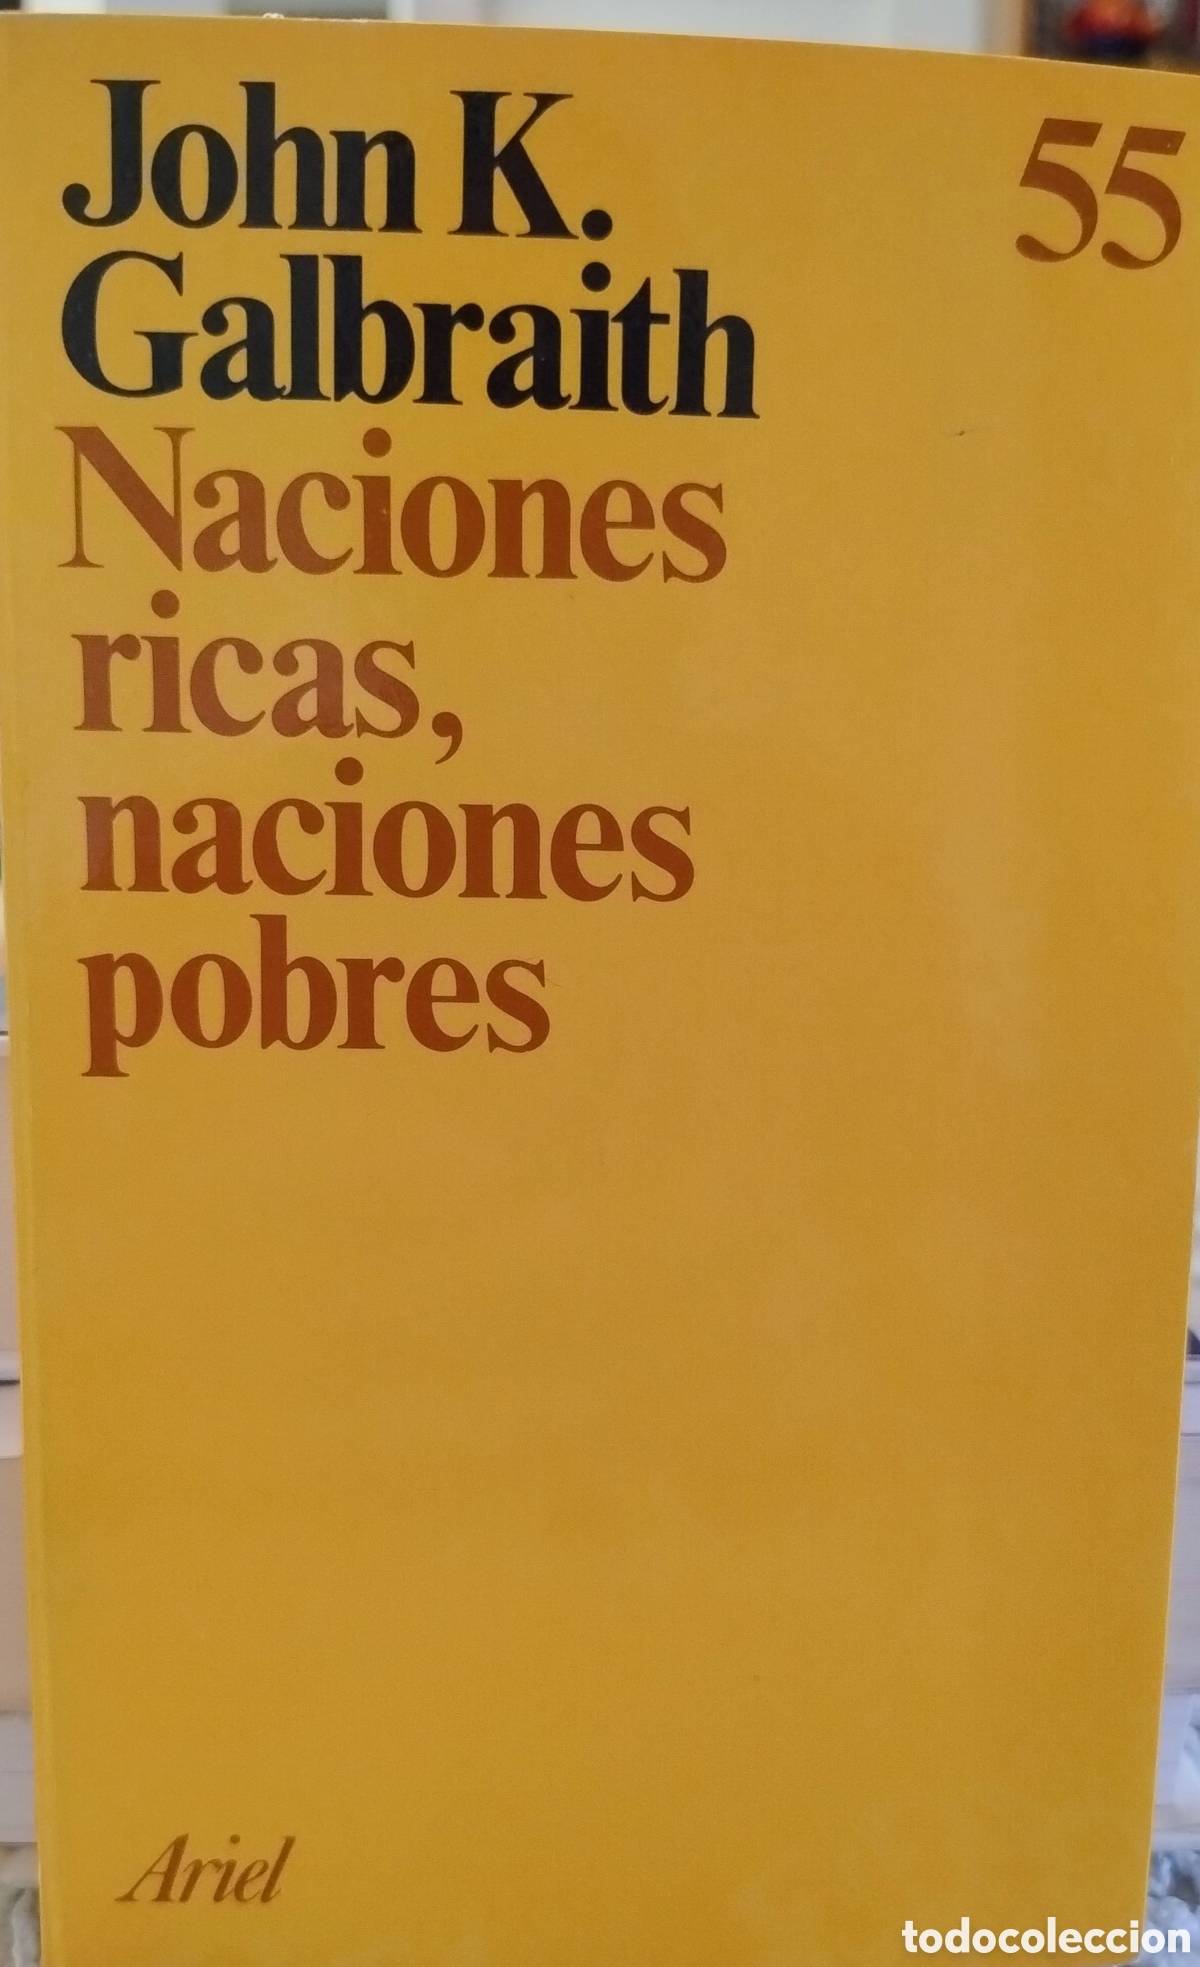 John K.
Galbraith
55
Naciones
ricas,
naciones
pobres
Ariel
todocoleccion